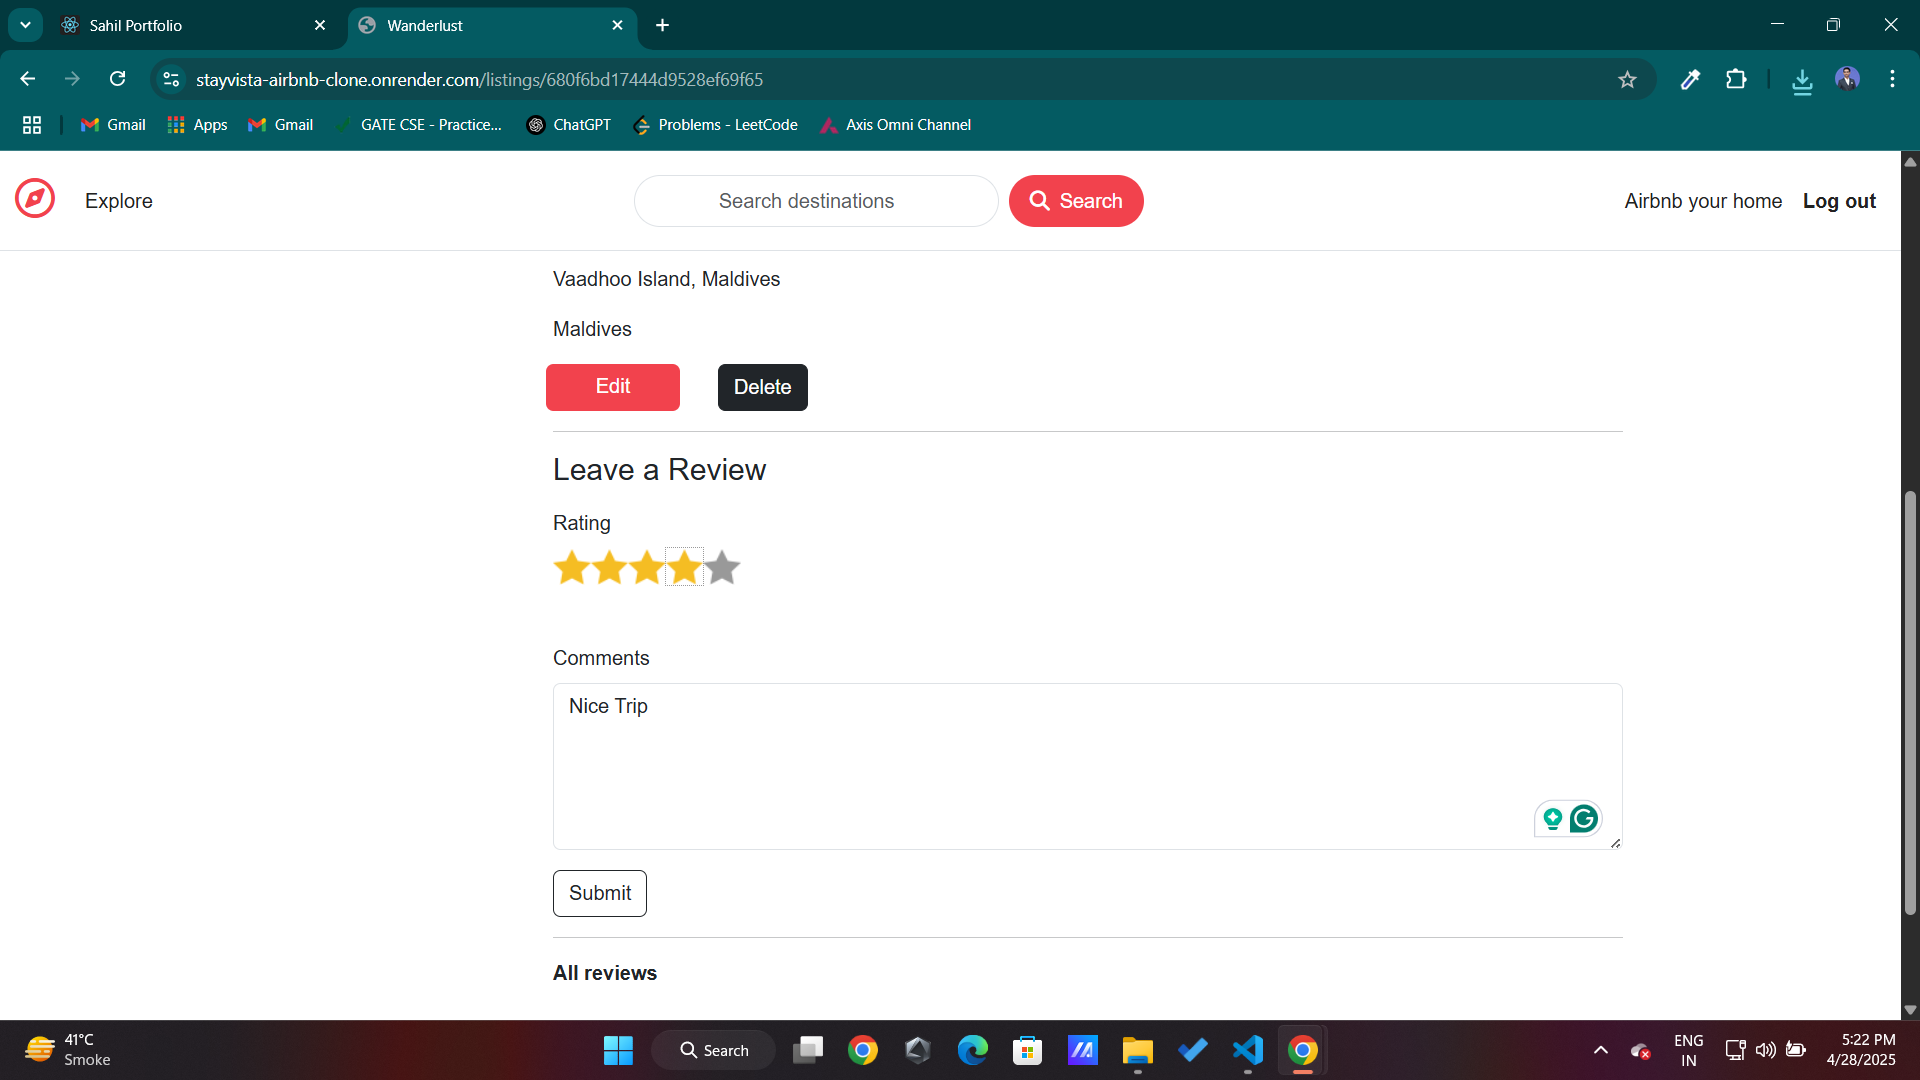 Sahil Portfolio
Wanderlust
stayvista-airbnb-clone.onrender.com/listings/680f6bd17444d9528ef69f65
Gmail Apps Gmail GATE CSE - Practice... ChatGPT Problems - LeetCode Axis Omni Channel
Explore Search destinations Search Airbnb your home Log out
Vaadhoo Island, Maldives
Maldives
Edit Delete
Leave a Review
Rating
Comments
Nice Trip
Submit
All reviews
41°C
Smoke
Search
ENG
IN
5:22 PM
4/28/2025